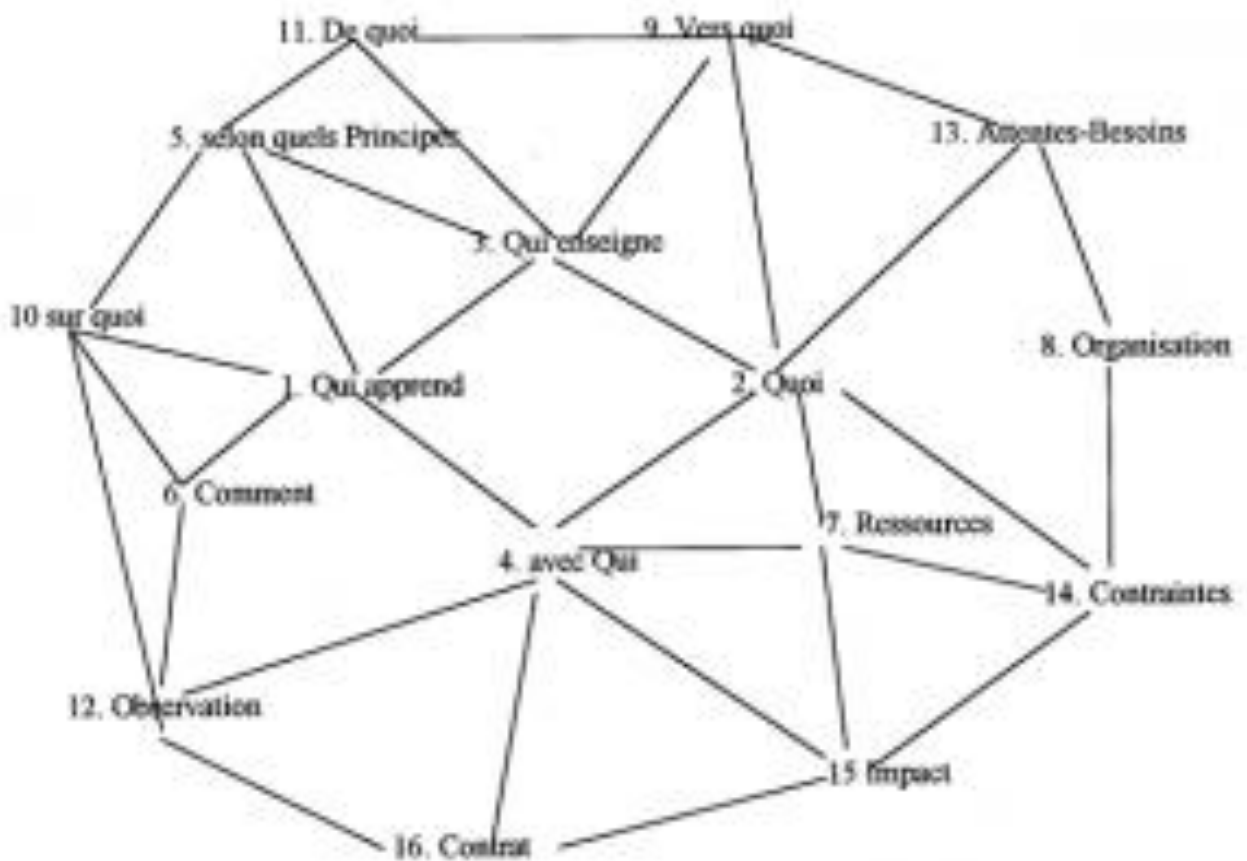 11. De quoi
9. Vers quoi
5. selon quels Principes
13. Attentes-Besoins
3. Qui enseigne
10 sur quoi
8. Organisation
1. Qui apprend
2. Quoi
6. Comment
7. Ressources
4. avec Qui
14. Contraintes
12. Observation
15 Impact
16. Contrat